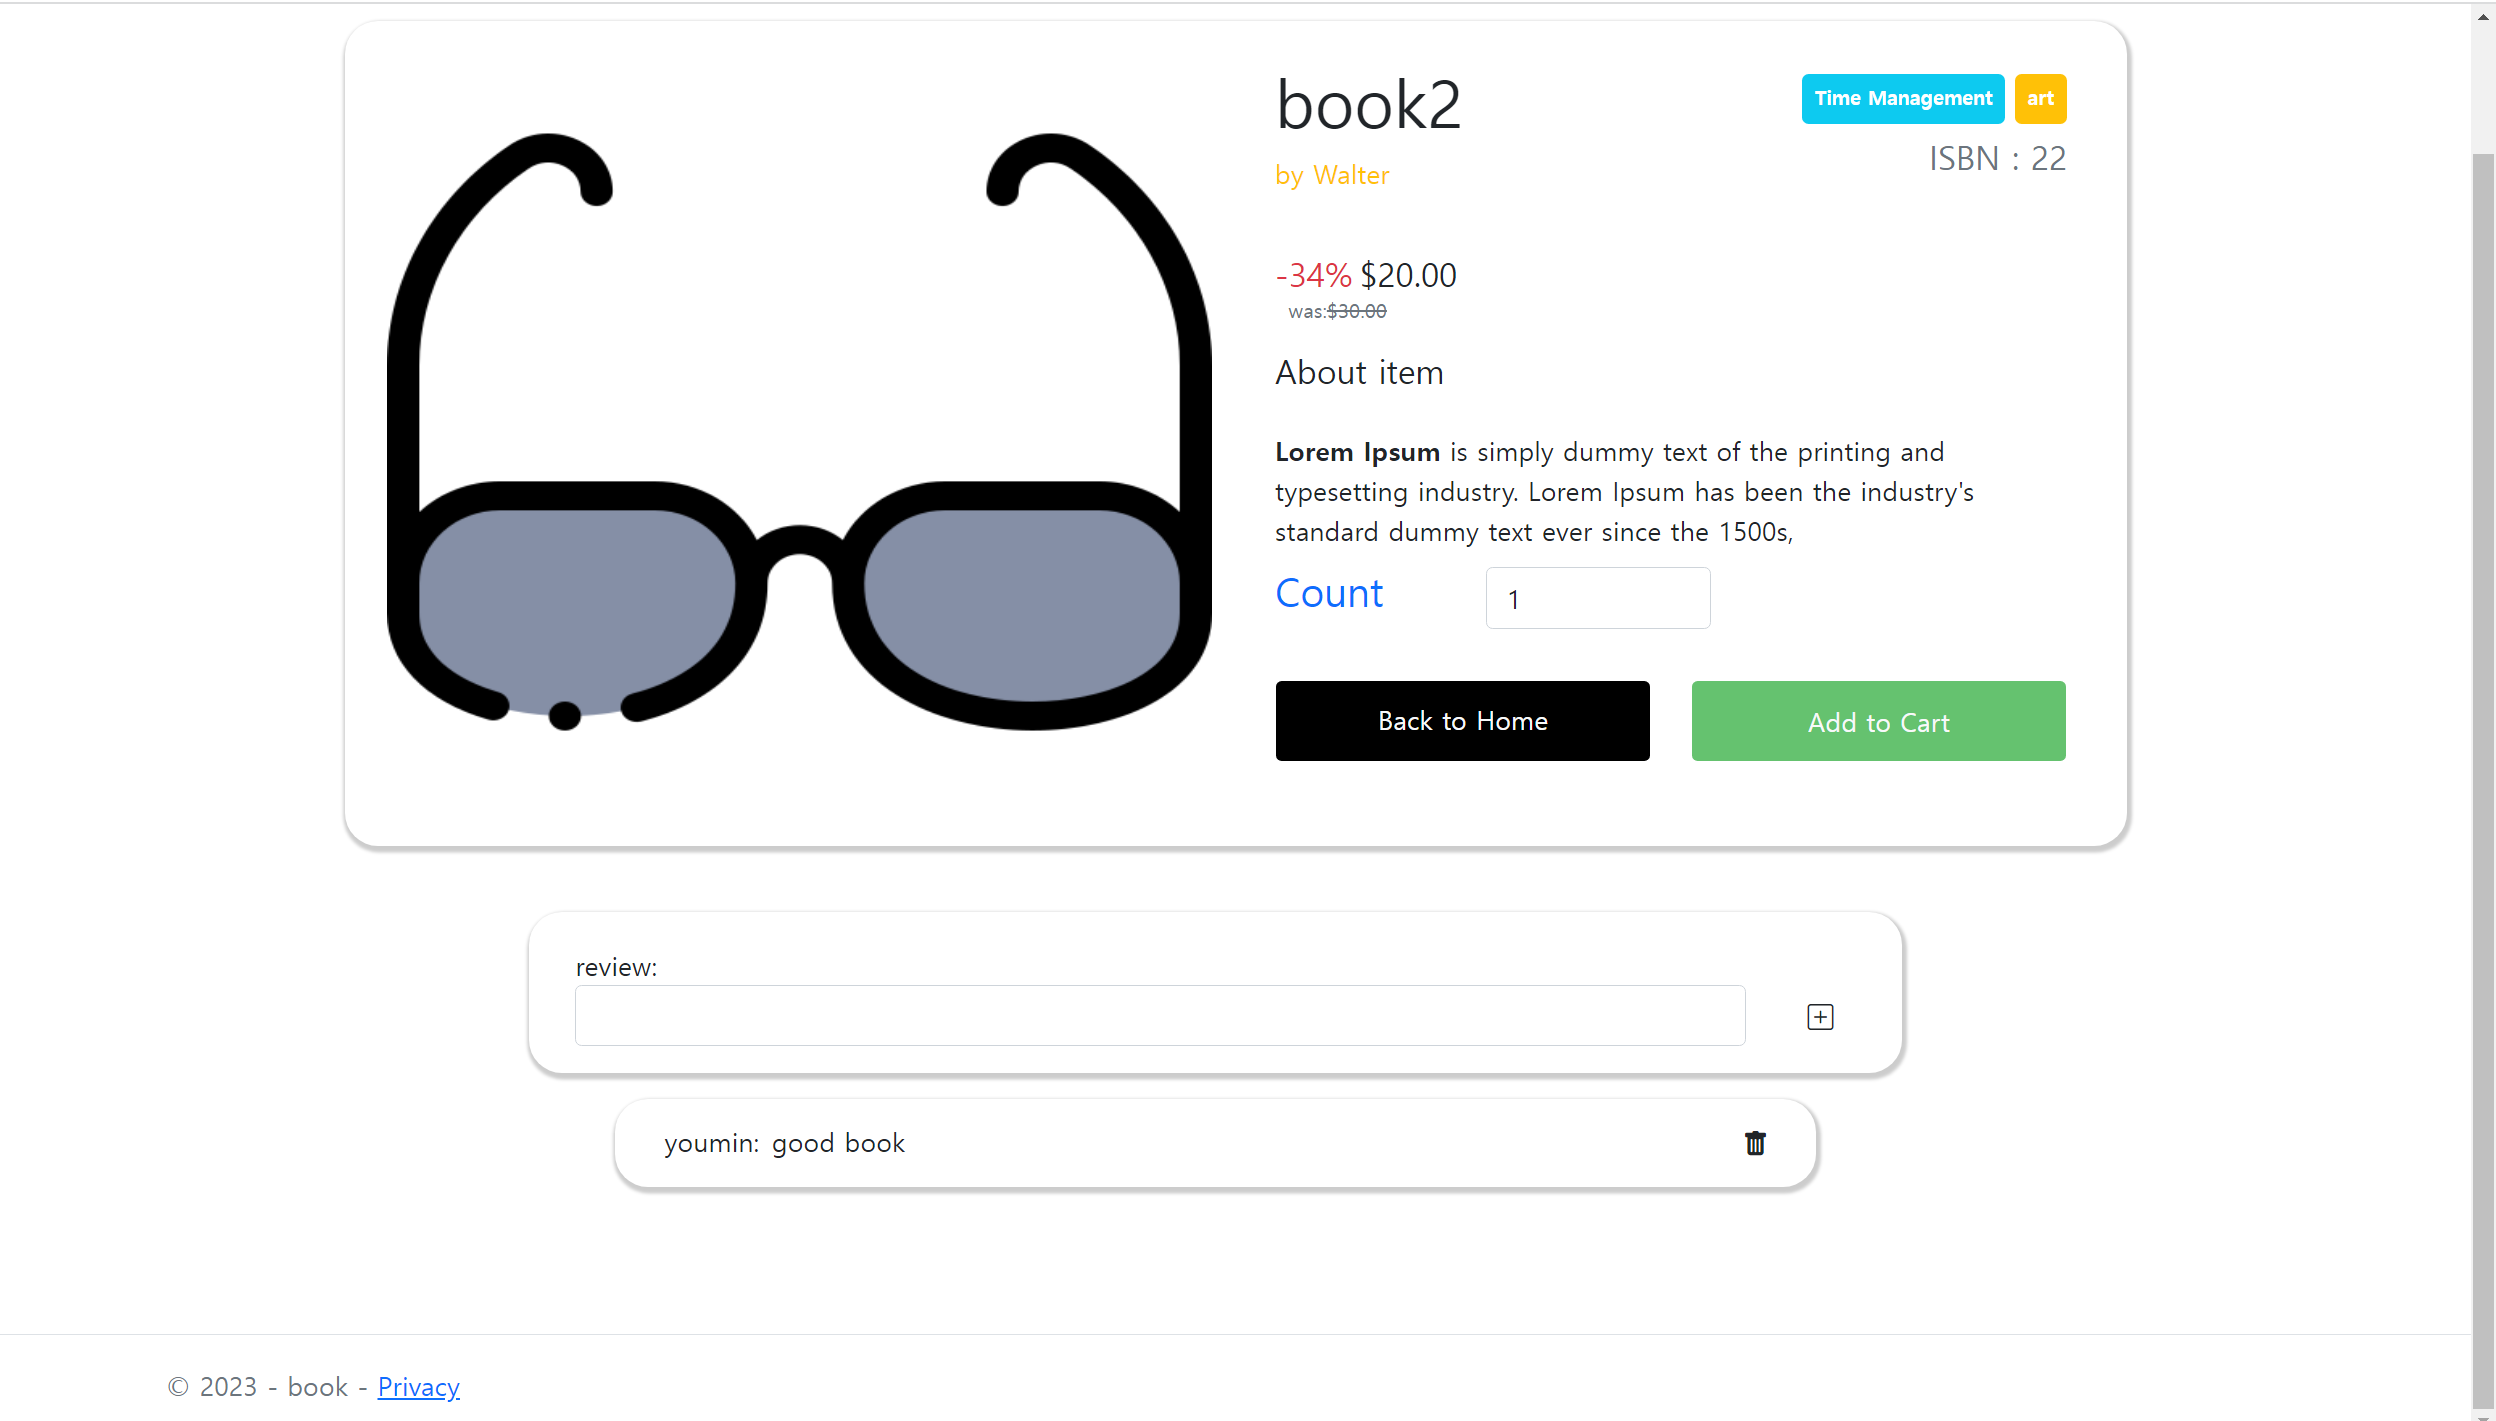 book2
Time Management art
by Walter
ISBN : 22
-34% $20.00
was:$30.00
About item
Lorem Ipsum is simply dummy text of the printing and
typesetting industry. Lorem Ipsum has been the industry's
standard dummy text ever since the 1500s,
Count 1
Back to Home Add to Cart
review:
youmin: good book
© 2023 - book - Privacy